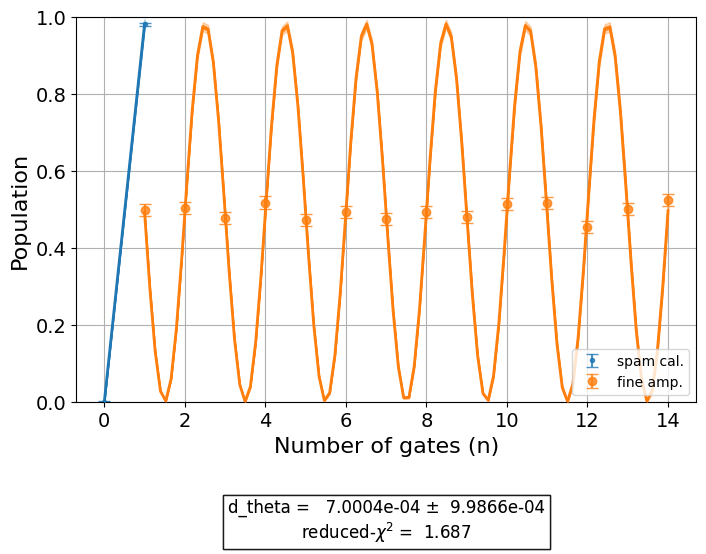 Population
1.0
0.8
0.6
0.4
0.2
0.0
0 2 4 6 8 10 12 14
Number of gates (n)
spam cal.
fine amp.
d_theta = 7.0004e-04 ± 9.9866e-04
reduced-χ² = 1.687